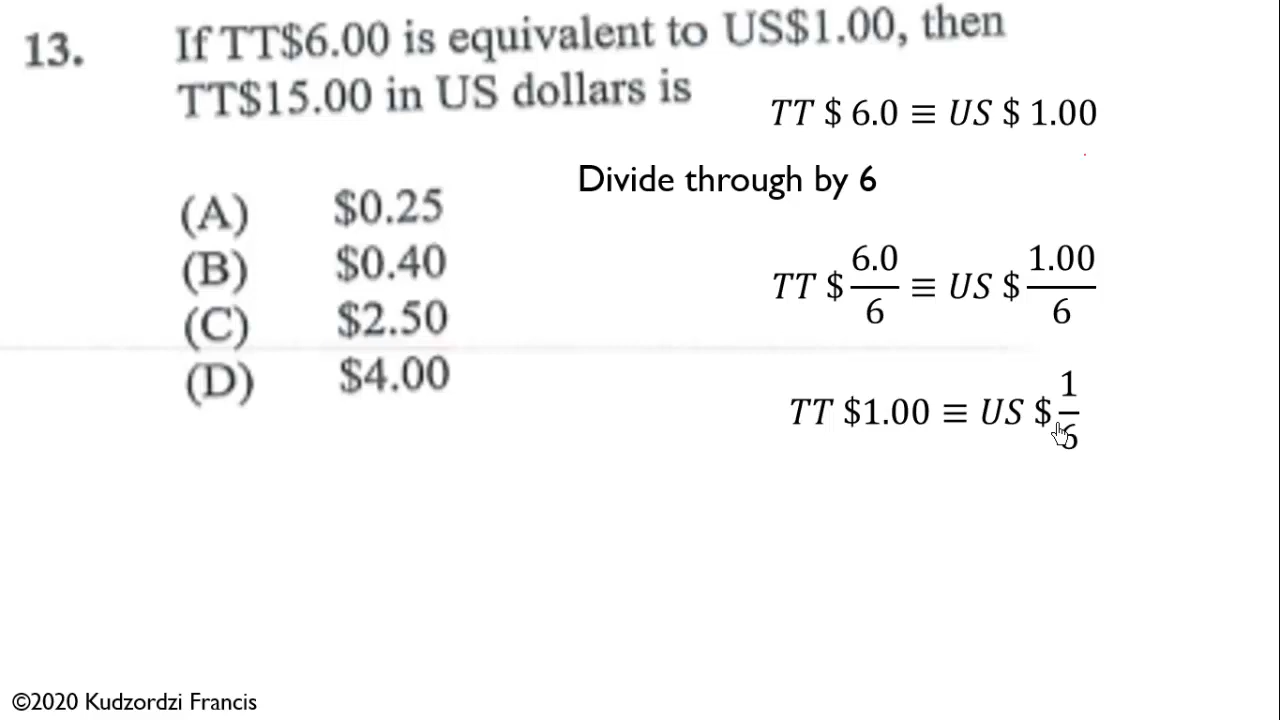 13. If TT$6.00 is equivalent to US$1.00, then
TT$15.00 in US dollars is
TT $ 6.0 ≡ US $ 1.00
Divide through by 6
(A) $0.25
(B) $0.40
(C) $2.50
(D) $4.00
TT $ 6.0/6 ≡ US $ 1.00/6
TT $1.00 ≡ US $ 1/6
©2020 Kudzordzi Francis